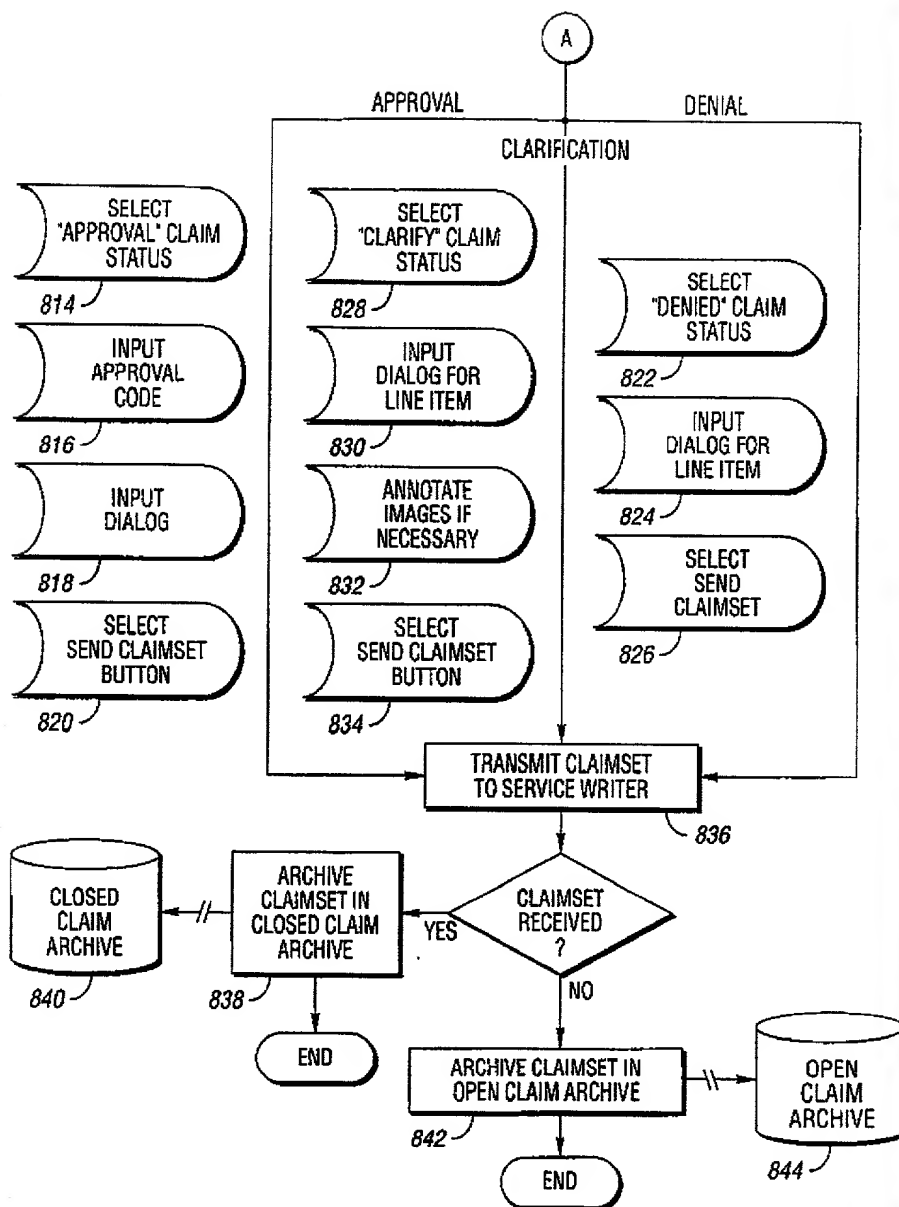 A
APPROVAL
DENIAL
CLARIFICATION
SELECT
"APPROVAL" CLAIM
STATUS
814
INPUT
APPROVAL
CODE
816
INPUT
DIALOG
818
SELECT
SEND CLAIMSET
BUTTON
820
SELECT
"CLARIFY" CLAIM
STATUS
828
INPUT
DIALOG FOR
LINE ITEM
830
ANNOTATE
IMAGES IF
NECESSARY
832
SELECT
SEND CLAIMSET
BUTTON
834
SELECT
"DENIED" CLAIM
STATUS
822
INPUT
DIALOG FOR
LINE ITEM
824
SELECT
SEND
CLAIMSET
826
TRANSMIT CLAIMSET
TO SERVICE WRITER
836
CLAIMSET
RECEIVED
?
YES
NO
ARCHIVE
CLAIMSET IN
CLOSED CLAIM
ARCHIVE
838
CLOSED
CLAIM
ARCHIVE
840
END
ARCHIVE CLAIMSET IN
OPEN CLAIM ARCHIVE
842
OPEN
CLAIM
ARCHIVE
844
END